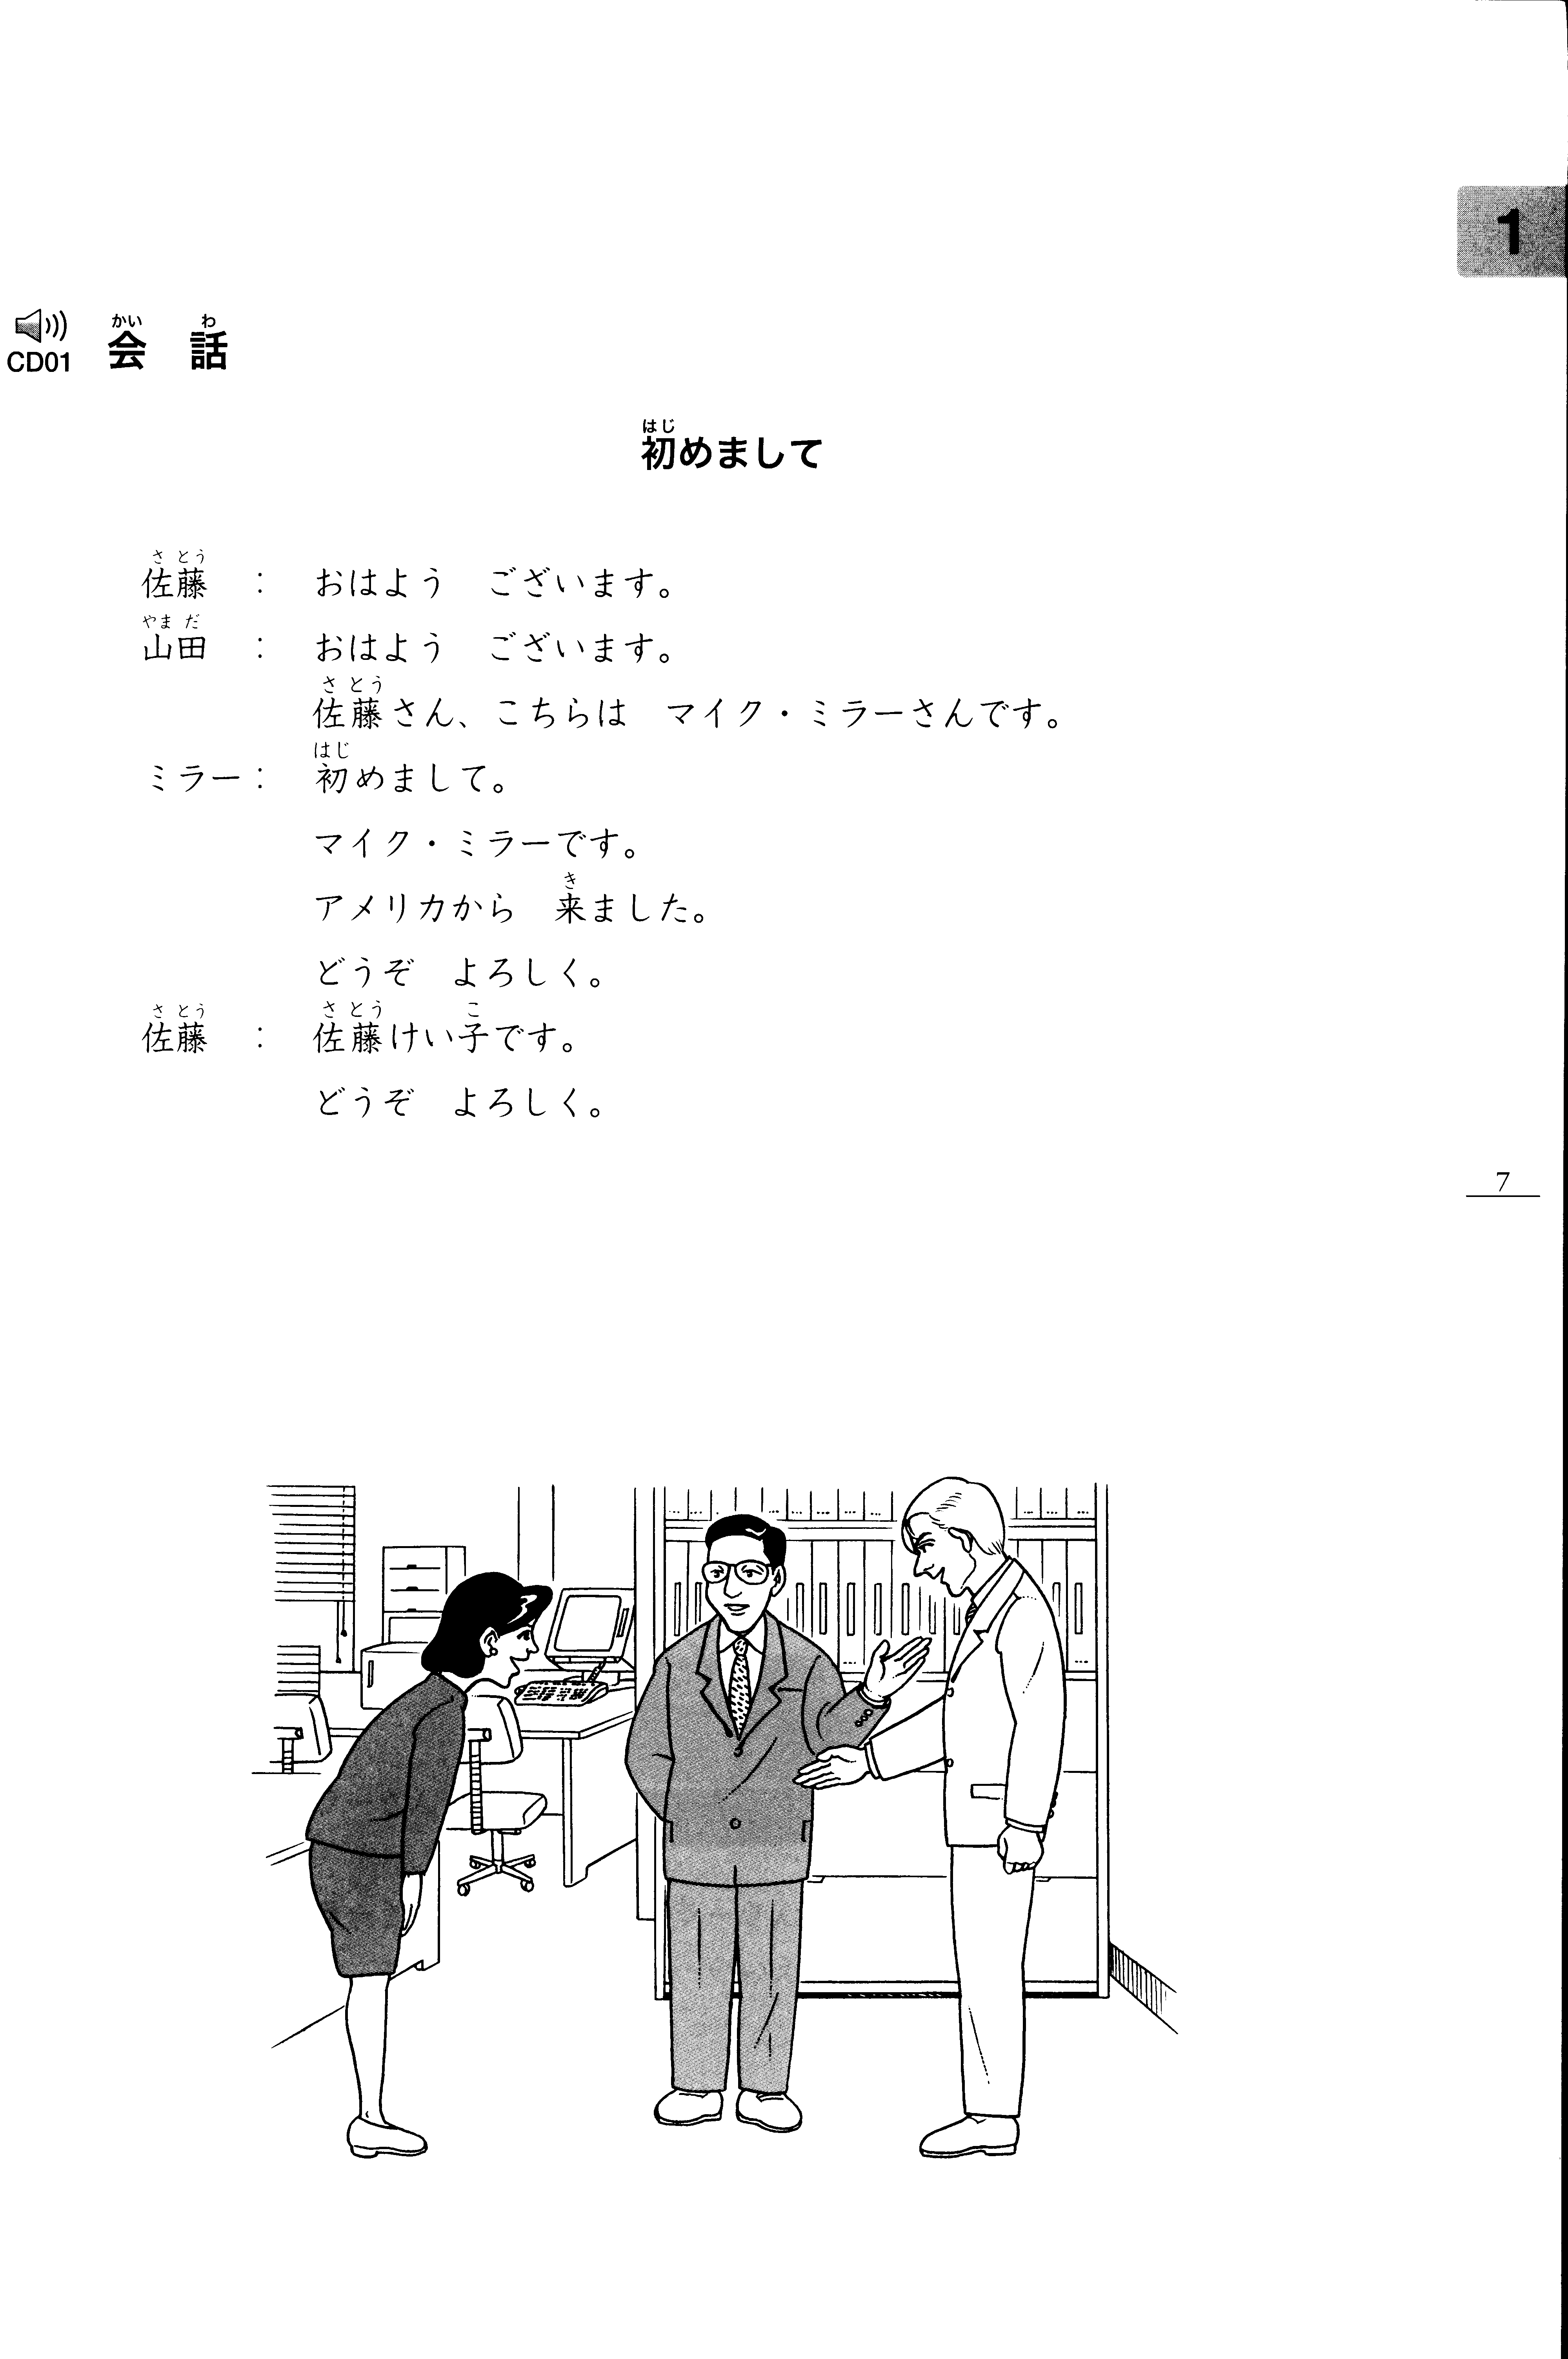 1
かい わ
CD01 会 話
はじ
初めまして
さ とう
佐藤 : おはよう ございます。
やま だ
山田 : おはよう ございます。
さ とう
佐藤さん、こちらは マイク・ミラーさんです。
はじ
ミラー: 初めまして。
マイク・ミラーです。
き
アメリカから 来ました。
どうぞ よろしく。
さ とう さ とう こ
佐藤 : 佐藤けい子です。
どうぞ よろしく。
7